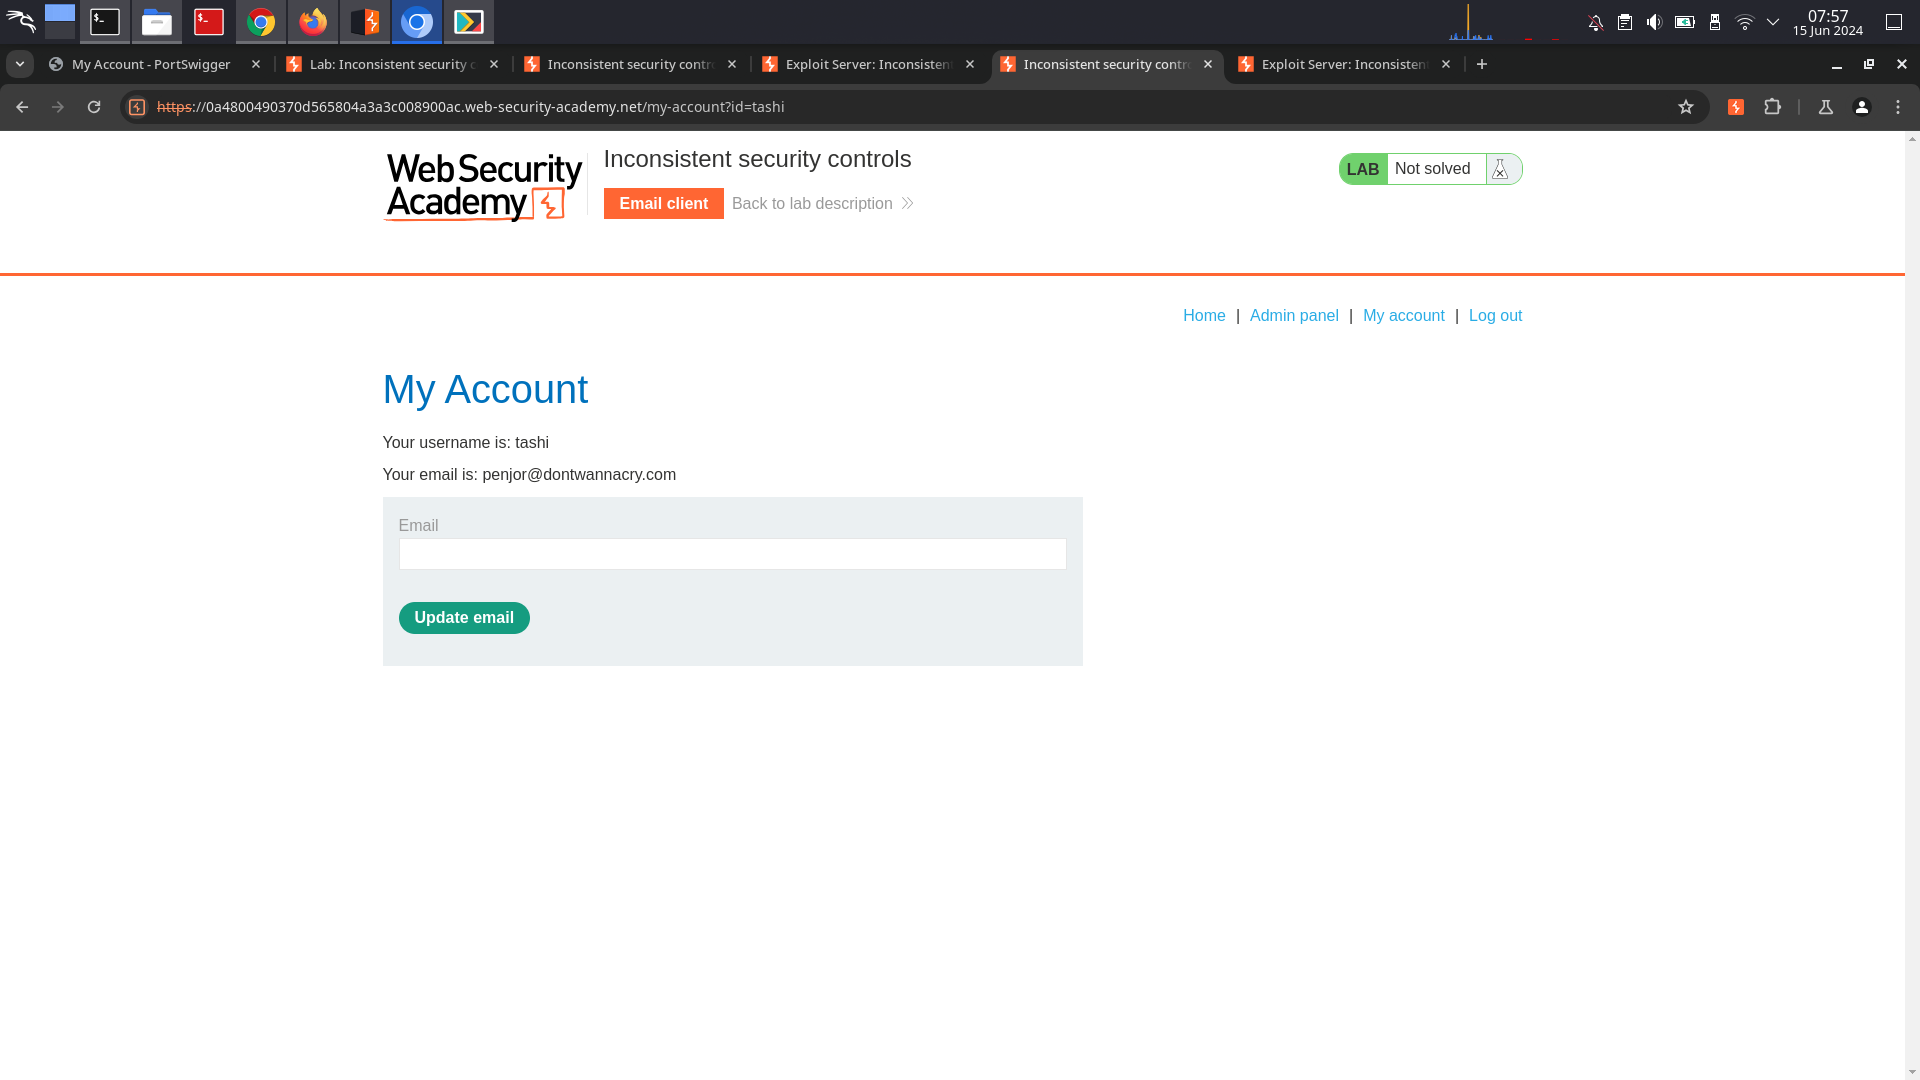 07:57
15 Jun 2024
My Account - PortSwigger
Lab: Inconsistent security c
Inconsistent security contr
Exploit Server: Inconsistent
Inconsistent security contr
Exploit Server: Inconsistent
https://0a4800490370d565804a3a3c008900ac.web-security-academy.net/my-account?id=tashi
Web Security
Academy
Inconsistent security controls
Email client
Back to lab description
LAB
Not solved
Home | Admin panel | My account | Log out
My Account
Your username is: tashi
Your email is: penjor@dontwannacry.com
Email
Update email